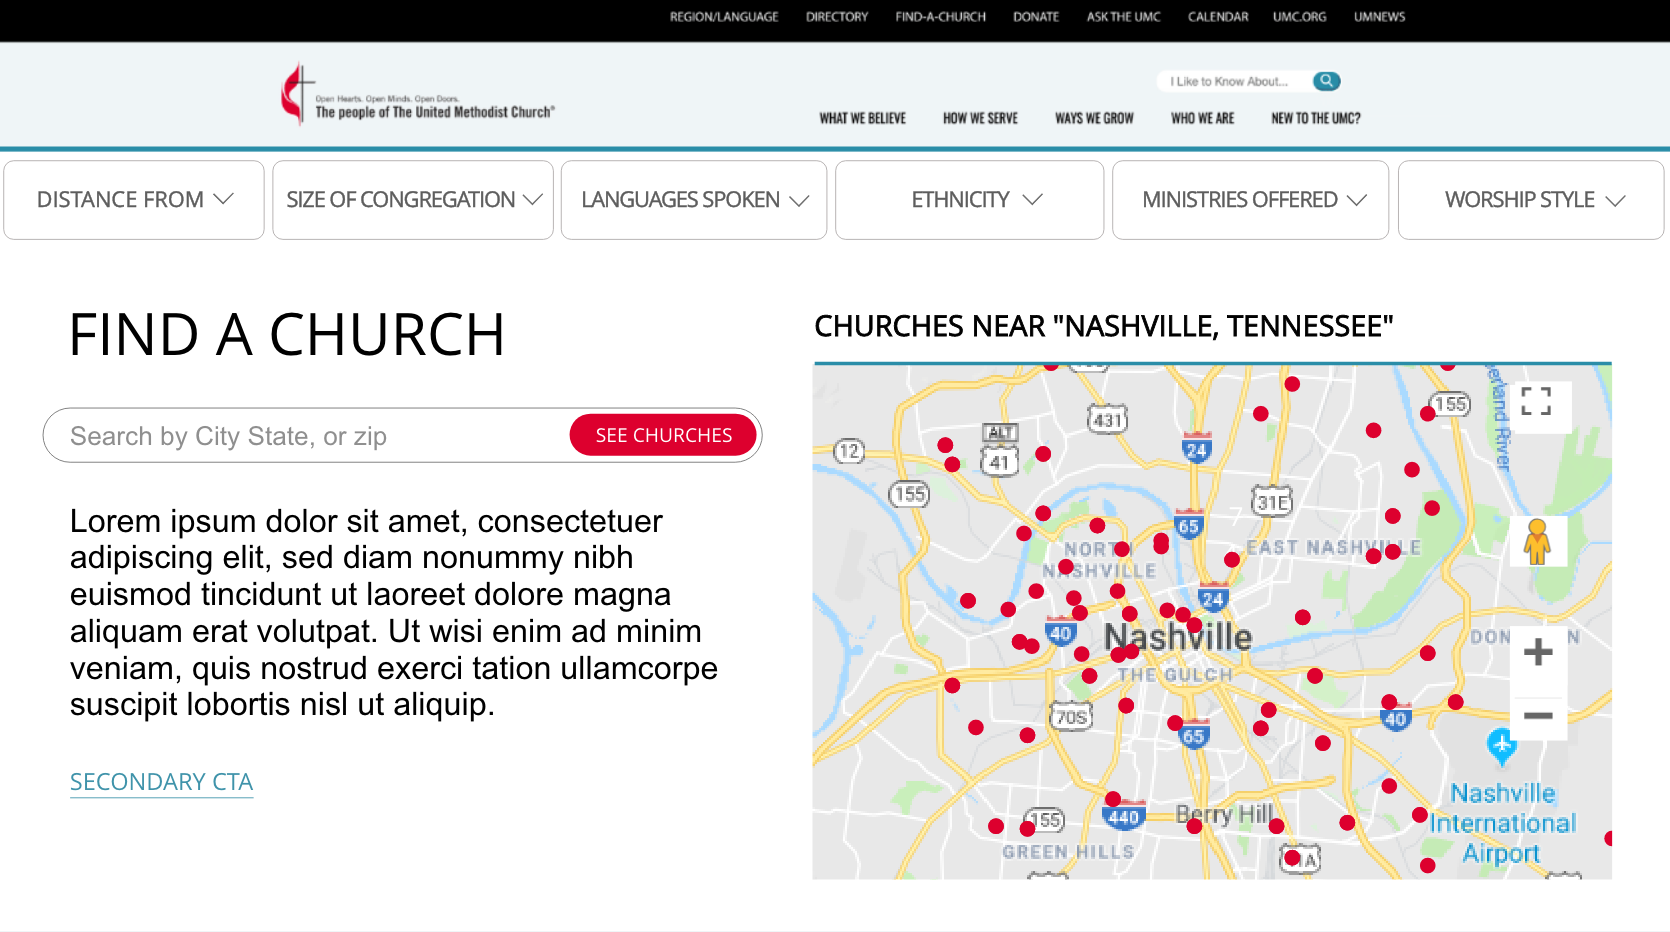 REGION/LANGUAGE DIRECTORY FIND-A-CHURCH DONATE ASK THE UMC CALENDAR UMC.ORG UMNEWS
I Like to Know About...
Open Hearts. Open Minds. Open Doors.
The people of The United Methodist Church®
WHAT WE BELIEVE HOW WE SERVE WAYS WE GROW WHO WE ARE NEW TO THE UMC?
DISTANCE FROM SIZE OF CONGREGATION LANGUAGES SPOKEN ETHNICITY MINISTRIES OFFERED WORSHIP STYLE
FIND A CHURCH
Search by City State, or zip
SEE CHURCHES
Lorem ipsum dolor sit amet, consectetuer
adipiscing elit, sed diam nonummy nibh
euismod tincidunt ut laoreet dolore magna
aliquam erat volutpat. Ut wisi enim ad minim
veniam, quis nostrud exerci tation ullamcorpe
suscipit lobortis nisl ut aliquip.
SECONDARY CTA
CHURCHES NEAR "NASHVILLE, TENNESSEE"
155
431
ALT
41
24
12
155
31E
65
River
NORTH
NASHVILLE
EAST NASHVILLE
24
40
Nashville
THE GULCH
70S
65
40
Nashville
International
Airport
155
440
Berry Hill
GREEN HILLS